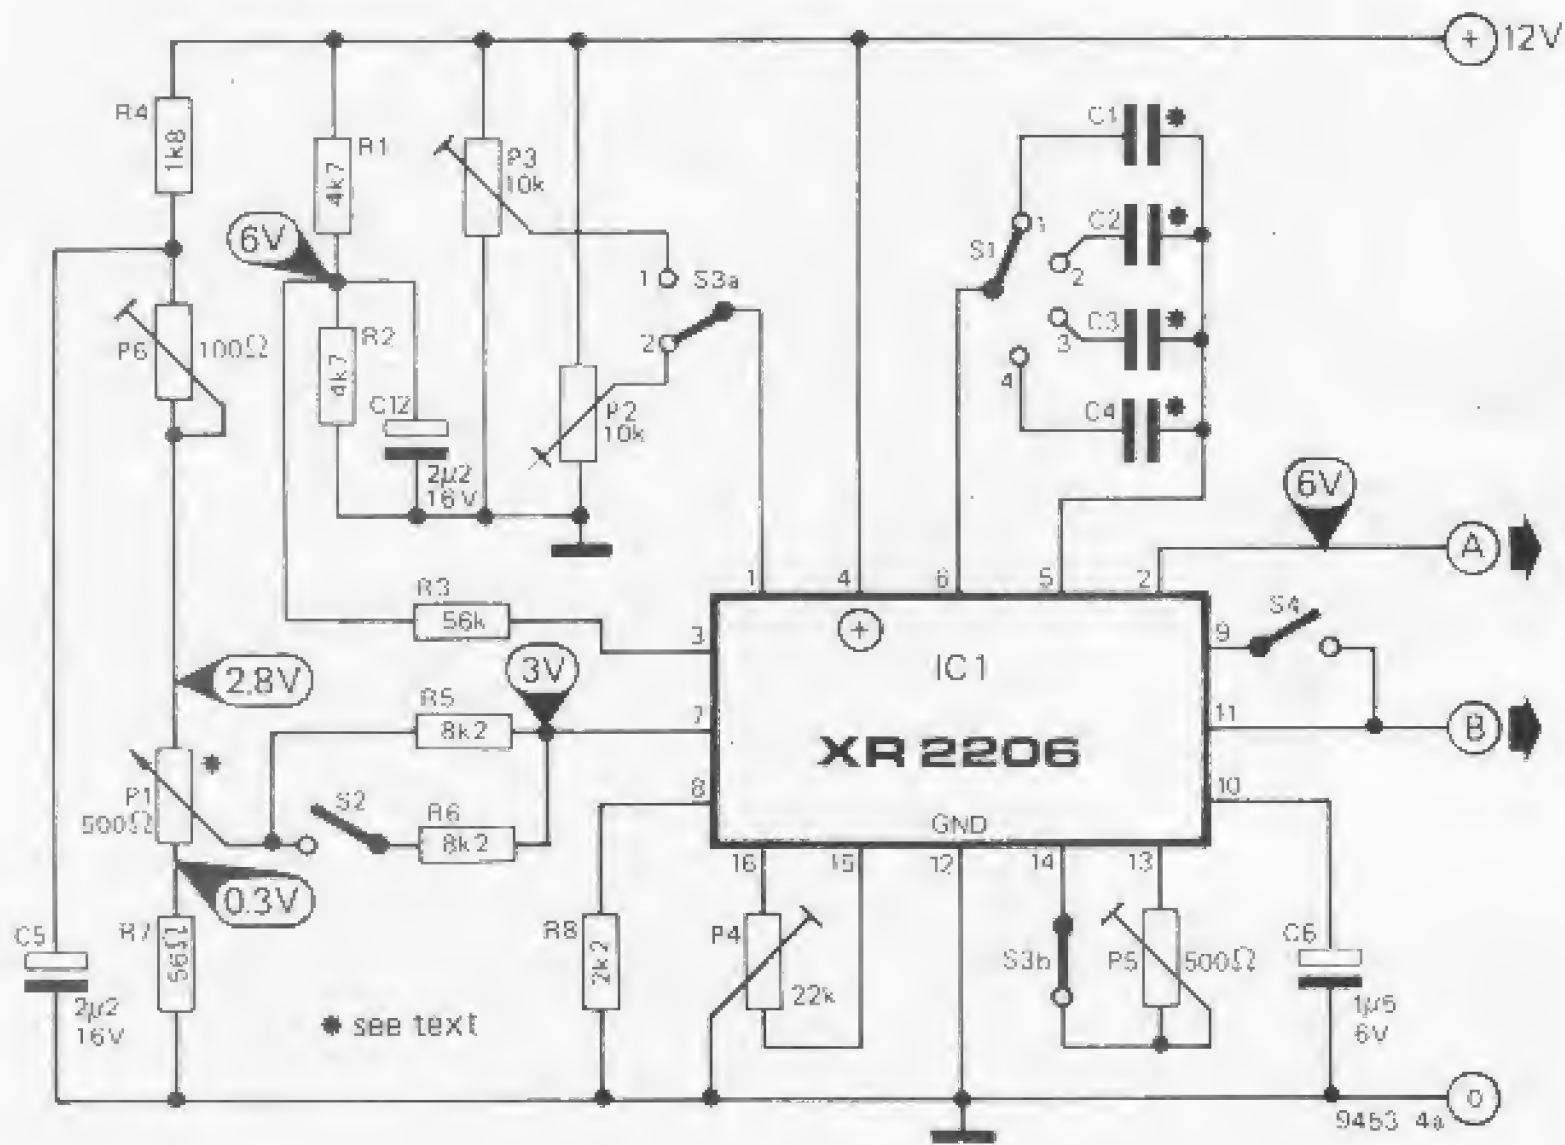 12V
R4
1k8
R1
4k7
P3
10k
C1
*
6V
1
S3a
2
S1
1
C2
*
2
C3
*
3
4
C4
*
P6
100Ω
R2
4k7
C12
2µ2
16V
P2
10k
6V
A
1
4
6
5
2
R3
56k
3
+
IC1
9
S4
2.8V
3V
R5
8k2
7
XR 2206
11
B
P1
500Ω
*
S2
R6
8k2
8
GND
10
0.3V
16
15
12
14
13
C5
2µ2
16V
R7
56Ω
R8
2k2
P4
22k
S3b
P5
500Ω
C6
6V
* see text
0
9453 4a